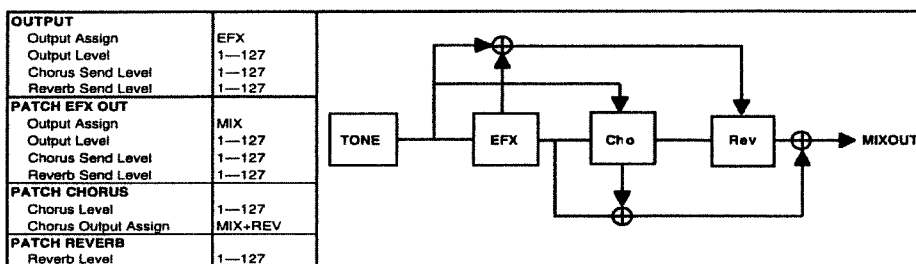 OUTPUT
Output Assign EFX
Output Level 1—127
Chorus Send Level 1—127
Reverb Send Level 1—127
PATCH EFX OUT
Output Assign MIX
Output Level 1—127
Chorus Send Level 1—127
Reverb Send Level 1—127
PATCH CHORUS
Chorus Level 1—127
Chorus Output Assign MIX+REV
PATCH REVERB
Reverb Level 1—127
TONE EFX Cho Rev MIXOUT